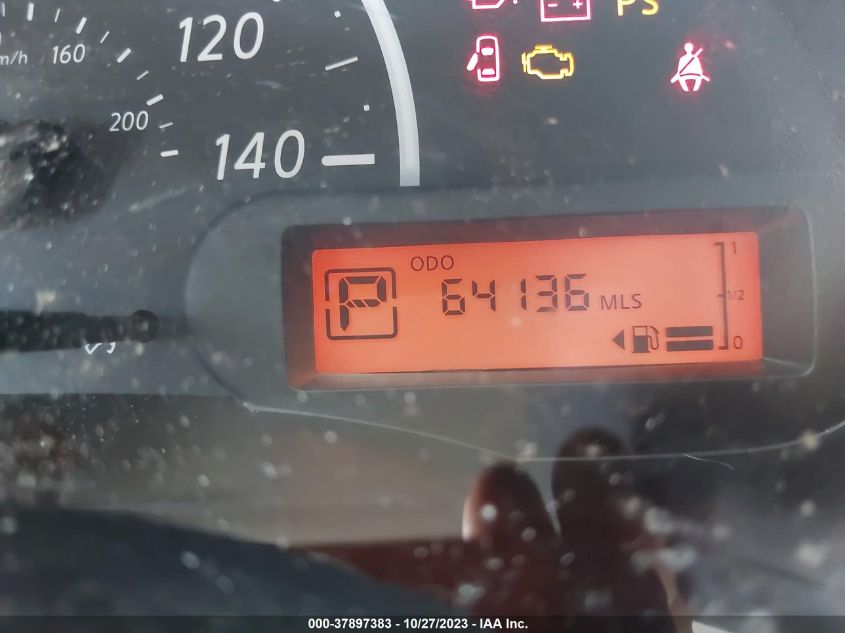 120
PS
m/h
160
200
140
ODO
P
64136 MLS
1
1/2
0
000-37897383 - 10/27/2023 - IAA Inc.